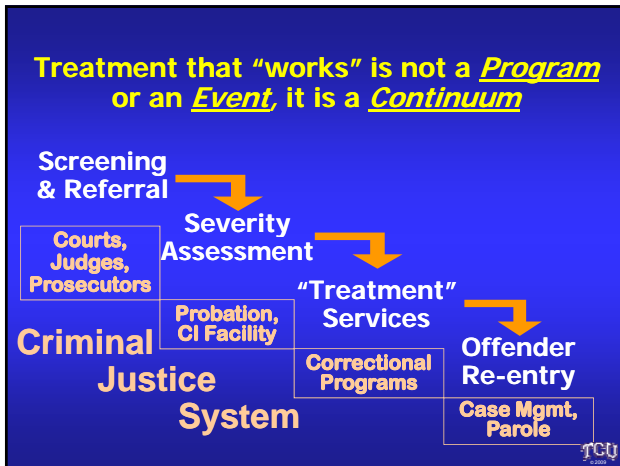 Treatment that “works” is not a Program
or an Event, it is a Continuum
Screening
& Referral
Severity
Assessment
“Treatment”
Services
Offender
Re-entry
Courts,
Judges,
Prosecutors
Probation,
CI Facility
Correctional
Programs
Case Mgmt,
Parole
Criminal
Justice
System
TCU
© 2009